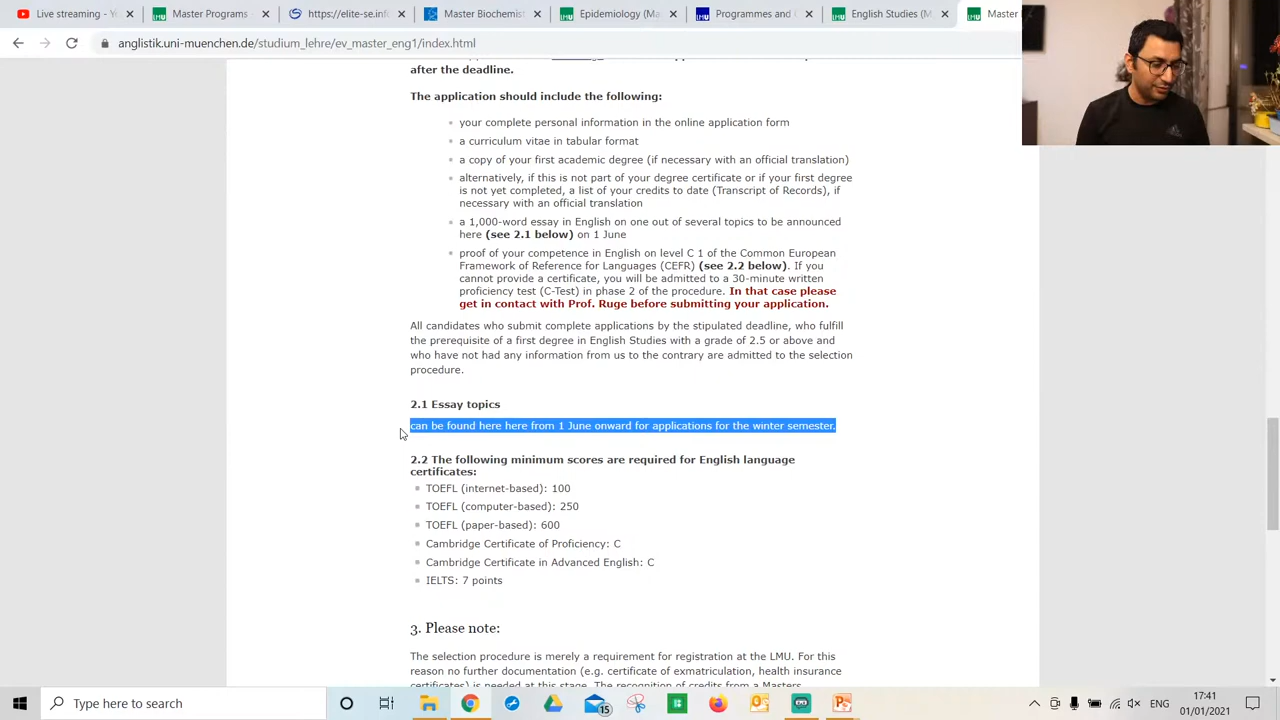 Live streaming - Y
Master Programs
https://elite-se.inf
Master Biochemist
Epidemiology (Ma
Programmes and C
English Studies (M
Master
anglistik.uni-muenchen.de/studium_lehre/ev_master_eng1/index.html
after the deadline.
The application should include the following:
your complete personal information in the online application form
a curriculum vitae in tabular format
a copy of your first academic degree (if necessary with an official translation)
alternatively, if this is not part of your degree certificate or if your first degree
is not yet completed, a list of your credits to date (Transcript of Records), if
necessary with an official translation
a 1,000-word essay in English on one out of several topics to be announced
here (see 2.1 below) on 1 June
proof of your competence in English on level C 1 of the Common European
Framework of Reference for Languages (CEFR) (see 2.2 below). If you
cannot provide a certificate, you will be admitted to a 30-minute written
proficiency test (C-Test) in phase 2 of the procedure. In that case please
get in contact with Prof. Ruge before submitting your application.
All candidates who submit complete applications by the stipulated deadline, who fulfill
the prerequisite of a first degree in English Studies with a grade of 2.5 or above and
who have not had any information from us to the contrary are admitted to the selection
procedure.
2.1 Essay topics
can be found here here from 1 June onward for applications for the winter semester.
2.2 The following minimum scores are required for English language
certificates:
TOEFL (internet-based): 100
TOEFL (computer-based): 250
TOEFL (paper-based): 600
Cambridge Certificate of Proficiency: C
Cambridge Certificate in Advanced English: C
IELTS: 7 points
3. Please note:
The selection procedure is merely a requirement for registration at the LMU. For this
reason no further documentation (e.g. certificate of exmatriculation, health insurance
certificates) is needed at this stage. The recognition of credits from a Masters
Type here to search
15
ENG
17:41
01/01/2021